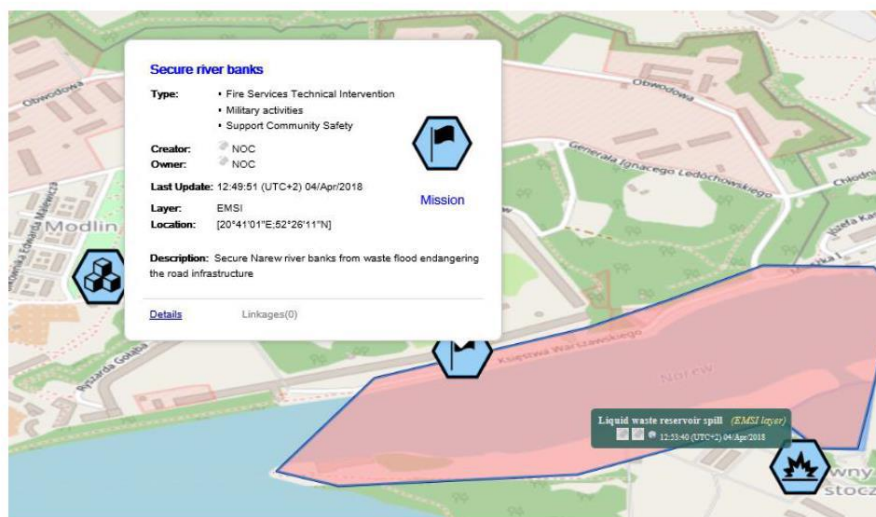 Secure river banks
Type: • Fire Services Technical Intervention
• Military activities
• Support Community Safety
Creator: NOC
Owner: NOC
Last Update: 12:49:51 (UTC+2) 04/Apr/2018
Mission
Layer: EMSI
Location: [20°41'01"E;52°26'11"N]
Description: Secure Narew river banks from waste flood endangering
the road infrastructure
Details Linkages(0)
Obwodowa
Obwodowa
Generała Ignacego Ledóchowskiego
Modlin
Ryszarda Gołąba
Księstwa Warszawskiego
Narew
Liquid waste reservoir spill (EMSI layer)
12:33:40 (UTC+2) 04/Apr/2018